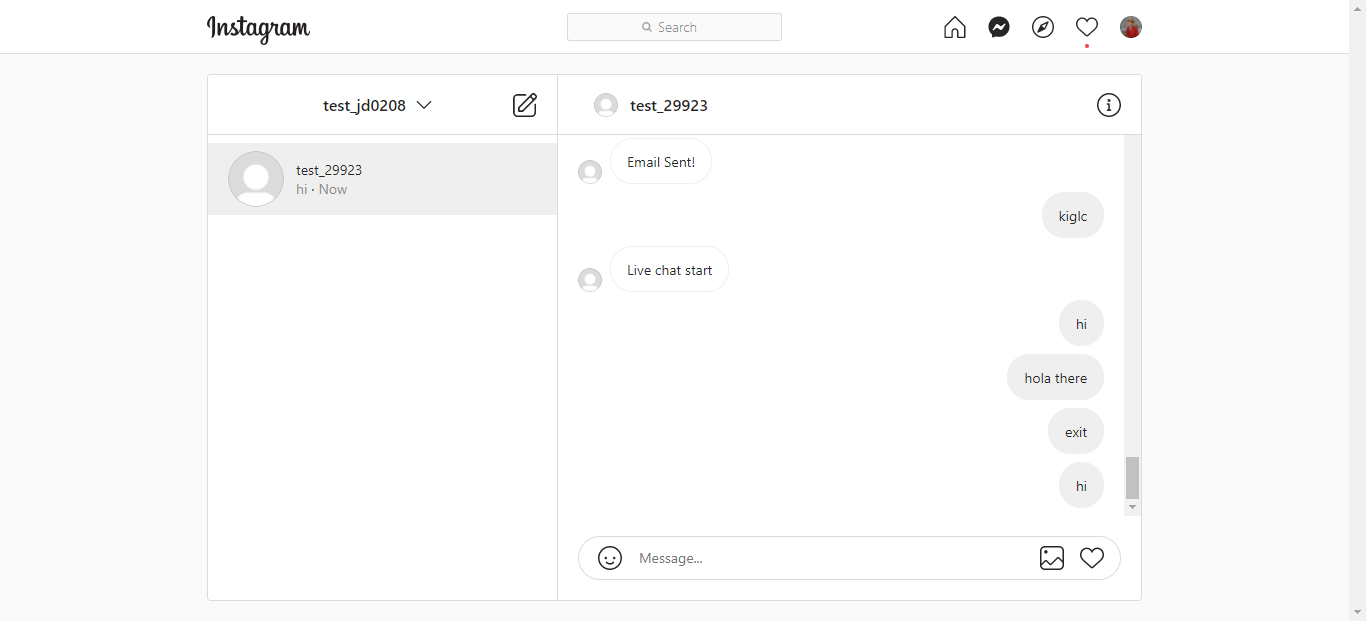 Instagram
Search
test_jd0208
test_29923
test_29923
hi · Now
Email Sent!
kiglc
Live chat start
hi
hola there
exit
hi
Message...